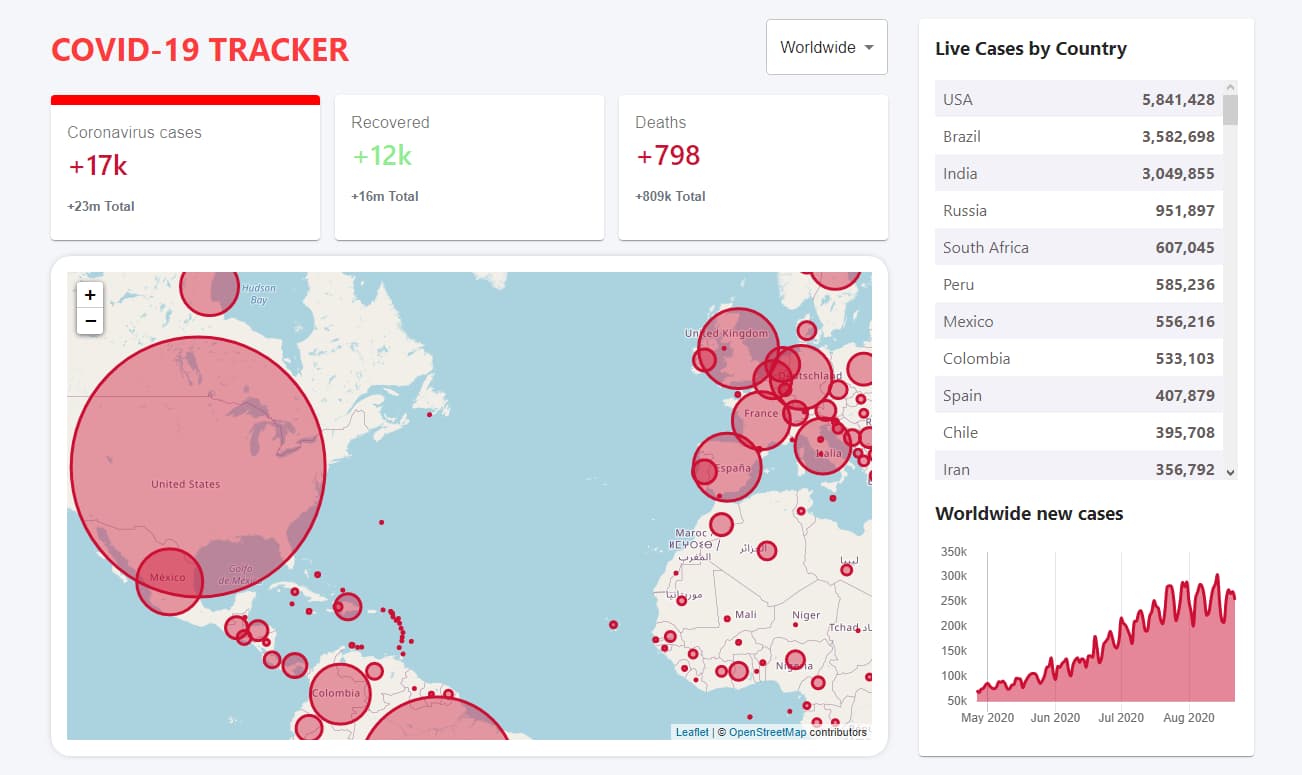 COVID-19 TRACKER
Worldwide
Coronavirus cases
+17k
+23m Total
Recovered
+12k
+16m Total
Deaths
+798
+809k Total
+
−
Hudson
Bay
United States
México
Golfo
de México
Colombia
United Kingdom
Deutschland
France
España
Italia
Maroc /
ⵍⵎⵖⵔⵉⴱ /
المغرب
ليبيا
موريتانيا
Mali
Niger
Nigeria
Leaflet | © OpenStreetMap contributors
Live Cases by Country
USA 5,841,428
Brazil 3,582,698
India 3,049,855
Russia 951,897
South Africa 607,045
Peru 585,236
Mexico 556,216
Colombia 533,103
Spain 407,879
Chile 395,708
Iran 356,792
Worldwide new cases
350k
300k
250k
200k
150k
100k
50k
May 2020 Jun 2020 Jul 2020 Aug 2020